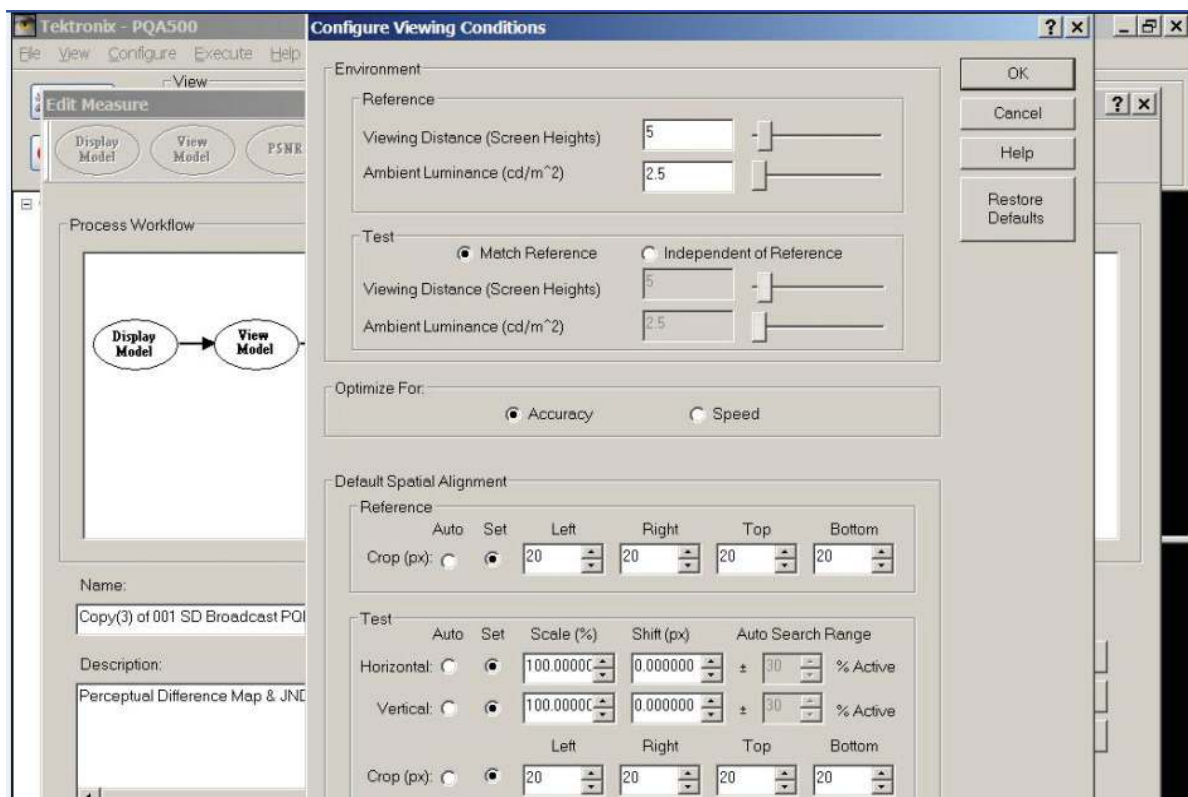 Tektronix - PQA500
File View Configure Execute Help
View
Edit Measure
Display Model
View Model
PSNR
Process Workflow
Display Model
View Model
Name:
Copy(3) of 001 SD Broadcast
Description:
Perceptual Difference Map & JND
Configure Viewing Conditions
Environment
Reference
Viewing Distance (Screen Heights) 5
Ambient Luminance (cd/m^2) 2.5
Test
Match Reference Independent of Reference
Viewing Distance (Screen Heights) 5
Ambient Luminance (cd/m^2) 2.5
Optimize For:
Accuracy Speed
Default Spatial Alignment
Reference
Auto Set Left Right Top Bottom
Crop (px): 20 20 20 20
Test
Auto Set Scale (%) Shift (px) Auto Search Range
Horizontal: 100.0000 0.000000 ± 30 % Active
Vertical: 100.0000 0.000000 ± 30 % Active
Left Right Top Bottom
Crop (px): 20 20 20 20
OK
Cancel
Help
Restore
Defaults